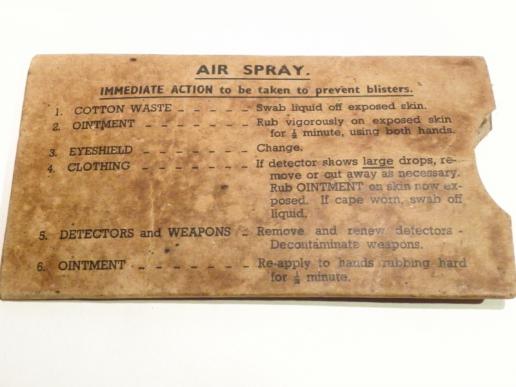 AIR SPRAY.
IMMEDIATE ACTION to be taken to prevent blisters.
1. COTTON WASTE - - - - - Swab liquid off exposed skin.
2. OINTMENT - - - - - - - Rub vigorously on exposed skin
for ½ minute, using both hands.
3. EYESHIELD - - - - - - - Change.
4. CLOTHING - - - - - - - If detector shows large drops, re-
move or cut away as necessary.
Rub OINTMENT on skin now ex-
posed. If cape worn, swab off
liquid.
5. DETECTORS and WEAPONS - Remove and renew detectors -
Decontaminate weapons.
6. OINTMENT - - - - - - - Re-apply to hands rubbing hard
for ½ minute.